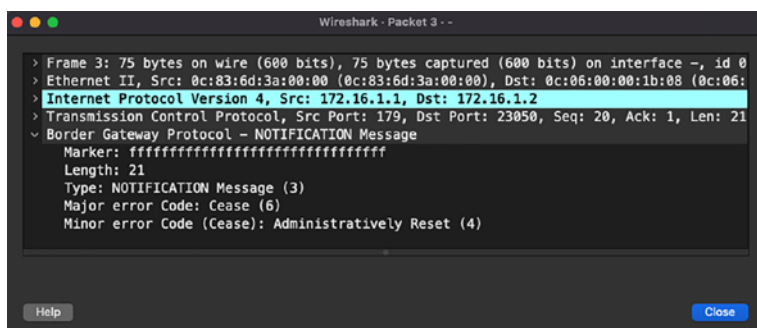 Wireshark · Packet 3 · -
> Frame 3: 75 bytes on wire (600 bits), 75 bytes captured (600 bits) on interface -, id 0
> Ethernet II, Src: 0c:83:6d:3a:00:00 (0c:83:6d:3a:00:00), Dst: 0c:06:00:00:1b:08 (0c:06:
> Internet Protocol Version 4, Src: 172.16.1.1, Dst: 172.16.1.2
> Transmission Control Protocol, Src Port: 179, Dst Port: 23050, Seq: 20, Ack: 1, Len: 21
Border Gateway Protocol - NOTIFICATION Message
Marker: ffffffffffffffffffffffffffffffff
Length: 21
Type: NOTIFICATION Message (3)
Major error Code: Cease (6)
Minor error Code (Cease): Administratively Reset (4)
Help
Close